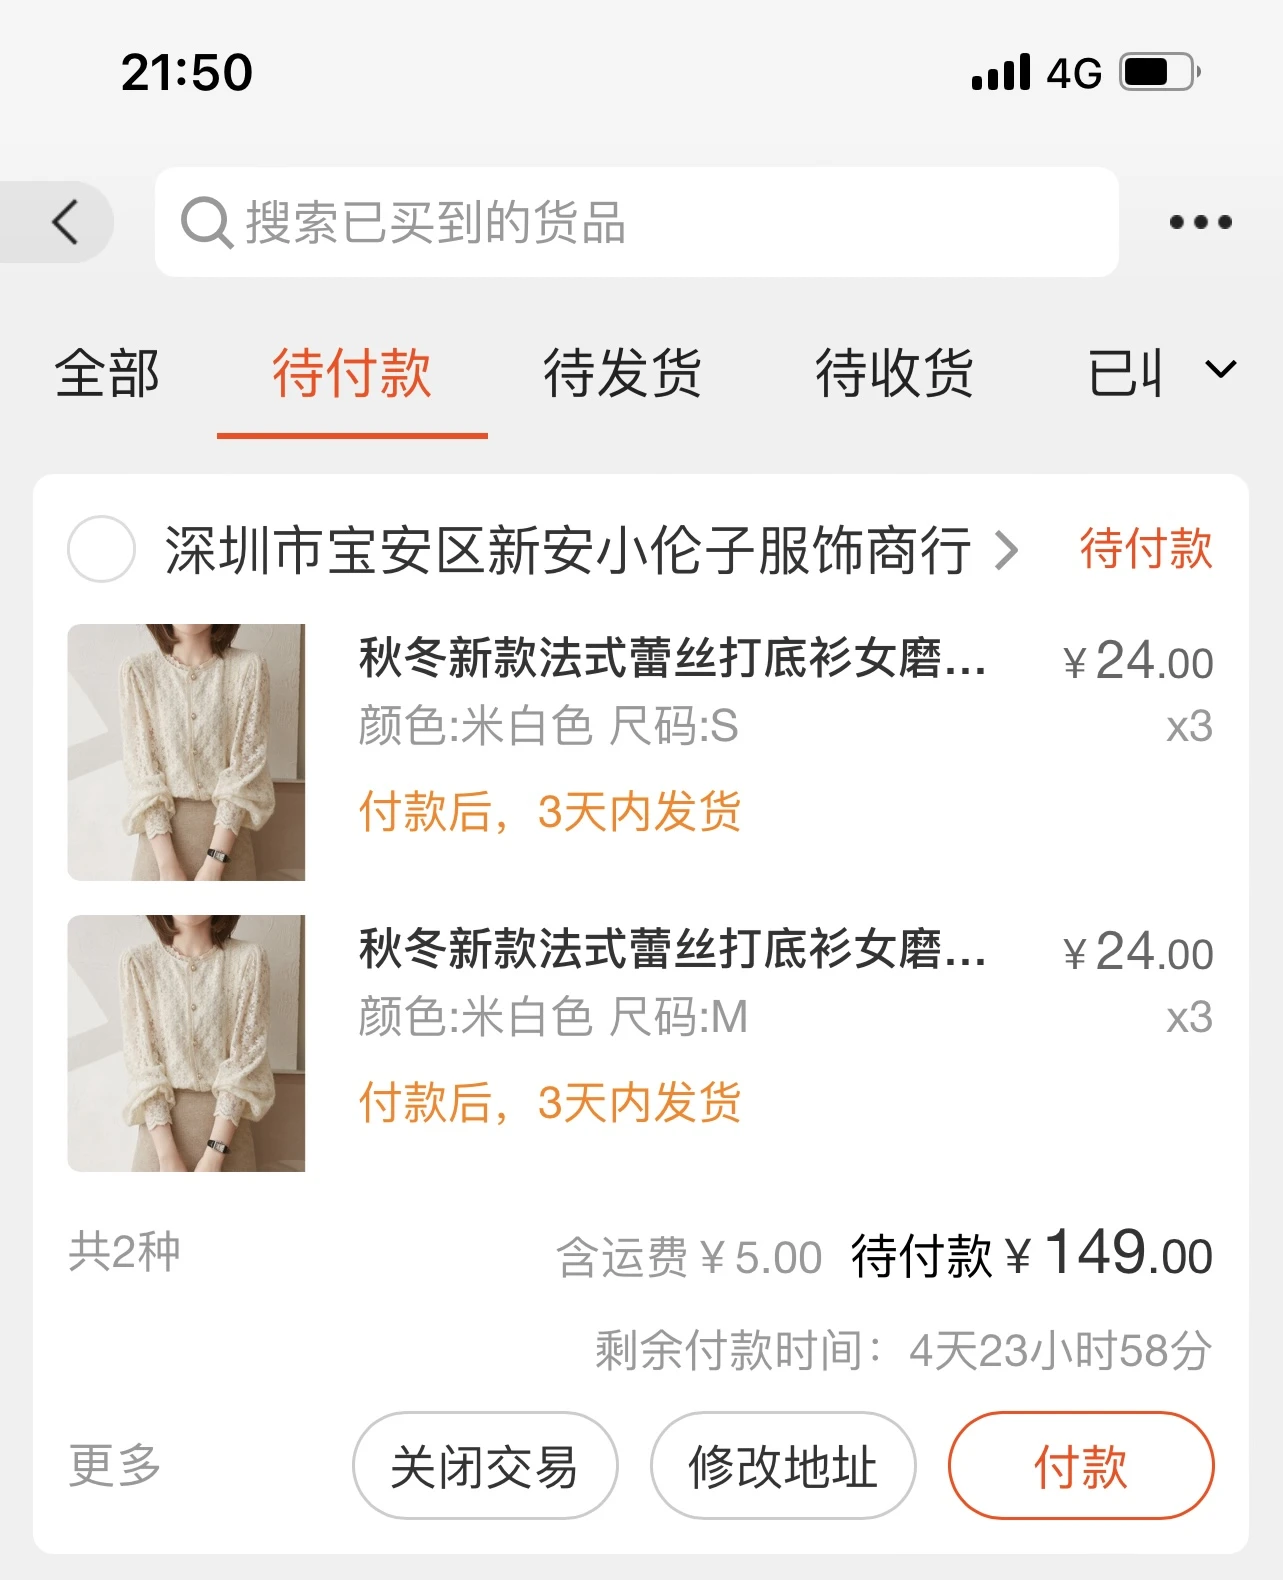 21:50 4G
搜索已买到的货品
全部 待付款 待发货 待收货 已
深圳市宝安区新安小伦子服饰商行 待付款
秋冬新款法式蕾丝打底衫女磨... ¥24.00
颜色:米白色 尺码:S x3
付款后，3天内发货
秋冬新款法式蕾丝打底衫女磨... ¥24.00
颜色:米白色 尺码:M x3
付款后，3天内发货
共2种 含运费¥5.00 待付款¥149.00
剩余付款时间：4天23小时58分
更多 关闭交易 修改地址 付款